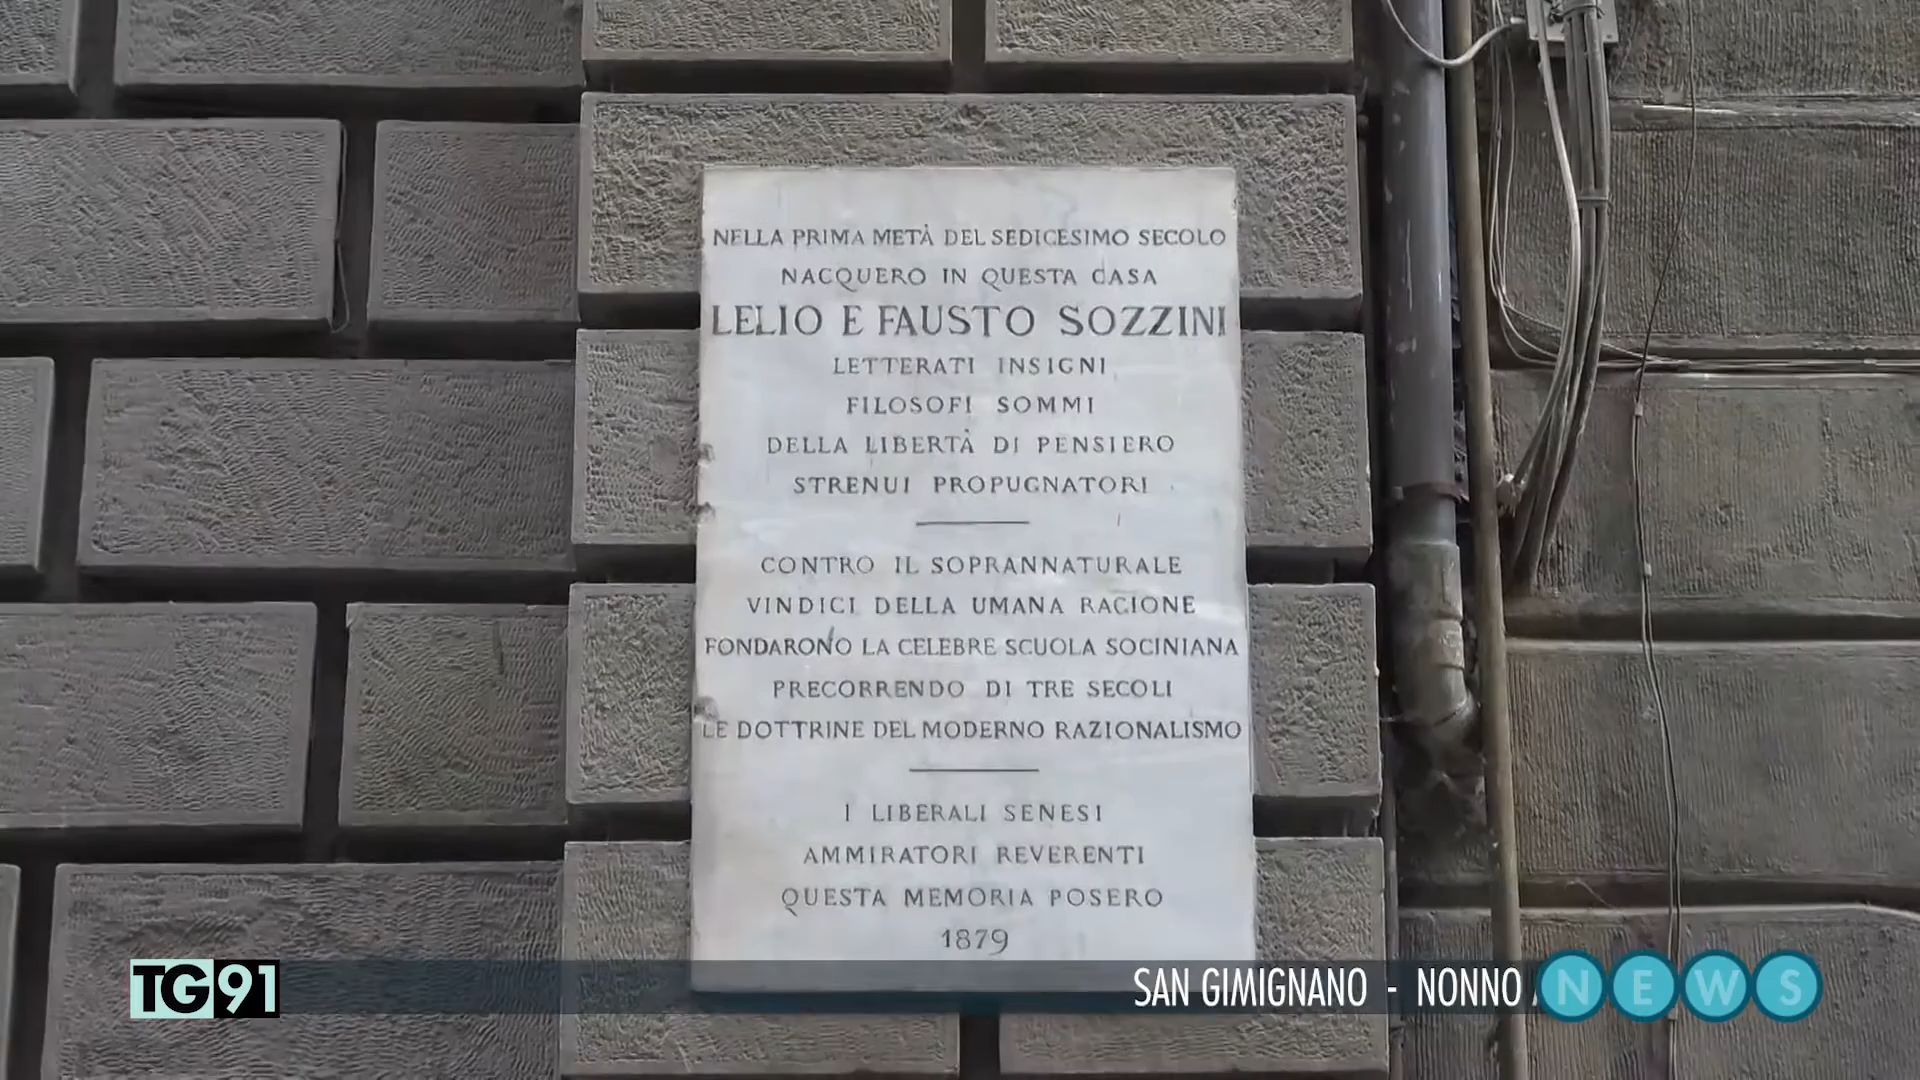 NELLA PRIMA METÀ DEL SEDICESIMO SECOLO
NACQUERO IN QUESTA CASA
LELIO E FAUSTO SOZZINI
LETTERATI INSIGNI
FILOSOFI SOMMI
DELLA LIBERTÀ DI PENSIERO
STRENUI PROPUGNATORI
CONTRO IL SOPRANNATURALE
VINDICI DELLA UMANA RAGIONE
FONDARONO LA CELEBRE SCUOLA SOCINIANA
PRECORRENDO DI TRE SECOLI
LE DOTTRINE DEL MODERNO RAZIONALISMO
I LIBERALI SENESI
AMMIRATORI REVERENTI
QUESTA MEMORIA POSERO
1879
TG91 SAN GIMIGNANO - NONNO NEWS